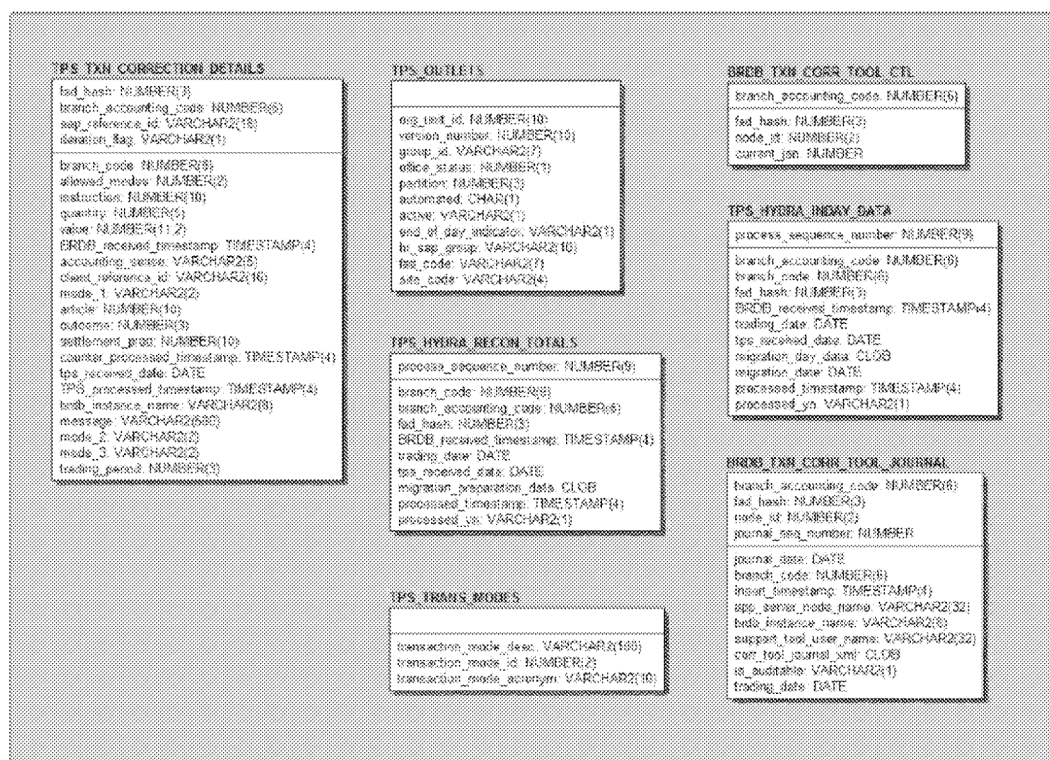 TPS_TXN_CORRECTION_DETAILS
fad_hash: NUMBER(3)
branch_accounting_code: NUMBER(6)
sap_reference_id: VARCHAR2(18)
iteration_flag: VARCHAR2(1)
branch_code: NUMBER(6)
allowed_modes: NUMBER(2)
instruction: NUMBER(10)
quantity: NUMBER(5)
value: NUMBER(11,2)
BRDB_received_timestamp: TIMESTAMP(4)
accounting_sense: VARCHAR2(5)
client_reference_id: VARCHAR2(16)
mode_1: VARCHAR2(2)
article: NUMBER(10)
outcome: NUMBER(3)
settlement_prod: NUMBER(10)
counter_processed_timestamp: TIMESTAMP(4)
tps_received_date: DATE
TPS_processed_timestamp: TIMESTAMP(4)
brdb_instance_name: VARCHAR2(8)
message: VARCHAR2(600)
mode_2: VARCHAR2(2)
mode_3: VARCHAR2(2)
trading_period: NUMBER(3)
TPS_OUTLETS
org_unit_id: NUMBER(10)
version_number: NUMBER(10)
group_id: VARCHAR2(7)
office_status: NUMBER(1)
partition: NUMBER(3)
automated: CHAR(1)
active: VARCHAR2(1)
end_of_day_indicator: VARCHAR2(1)
hr_sap_group: VARCHAR2(10)
fad_code: VARCHAR2(7)
site_code: VARCHAR2(4)
TPS_HYDRA_RECON_TOTALS
process_sequence_number: NUMBER(9)
branch_code: NUMBER(6)
branch_accounting_code: NUMBER(6)
fad_hash: NUMBER(3)
BRDB_received_timestamp: TIMESTAMP(4)
trading_date: DATE
tps_received_date: DATE
migration_preparation_data: CLOB
processed_timestamp: TIMESTAMP(4)
processed_yn: VARCHAR2(1)
TPS_TRANS_MODES
transaction_mode_desc: VARCHAR2(100)
transaction_mode_id: NUMBER(2)
transaction_mode_acronym: VARCHAR2(10)
BRDB_TXN_CORR_TOOL_CTL
branch_accounting_code: NUMBER(6)
fad_hash: NUMBER(3)
node_id: NUMBER(2)
current_jsn: NUMBER
TPS_HYDRA_INDAY_DATA
process_sequence_number: NUMBER(9)
branch_accounting_code: NUMBER(6)
branch_code: NUMBER(6)
fad_hash: NUMBER(3)
BRDB_received_timestamp: TIMESTAMP(4)
trading_date: DATE
tps_received_date: DATE
migration_day_data: CLOB
migration_date: DATE
processed_timestamp: TIMESTAMP(4)
processed_yn: VARCHAR2(1)
BRDB_TXN_CORR_TOOL_JOURNAL
branch_accounting_code: NUMBER(6)
fad_hash: NUMBER(3)
node_id: NUMBER(2)
journal_seq_number: NUMBER
journal_date: DATE
branch_code: NUMBER(6)
insert_timestamp: TIMESTAMP(4)
app_server_node_name: VARCHAR2(32)
brdb_instance_name: VARCHAR2(8)
support_tool_user_name: VARCHAR2(32)
corr_tool_journal_xml: CLOB
is_auditable: VARCHAR2(1)
trading_date: DATE